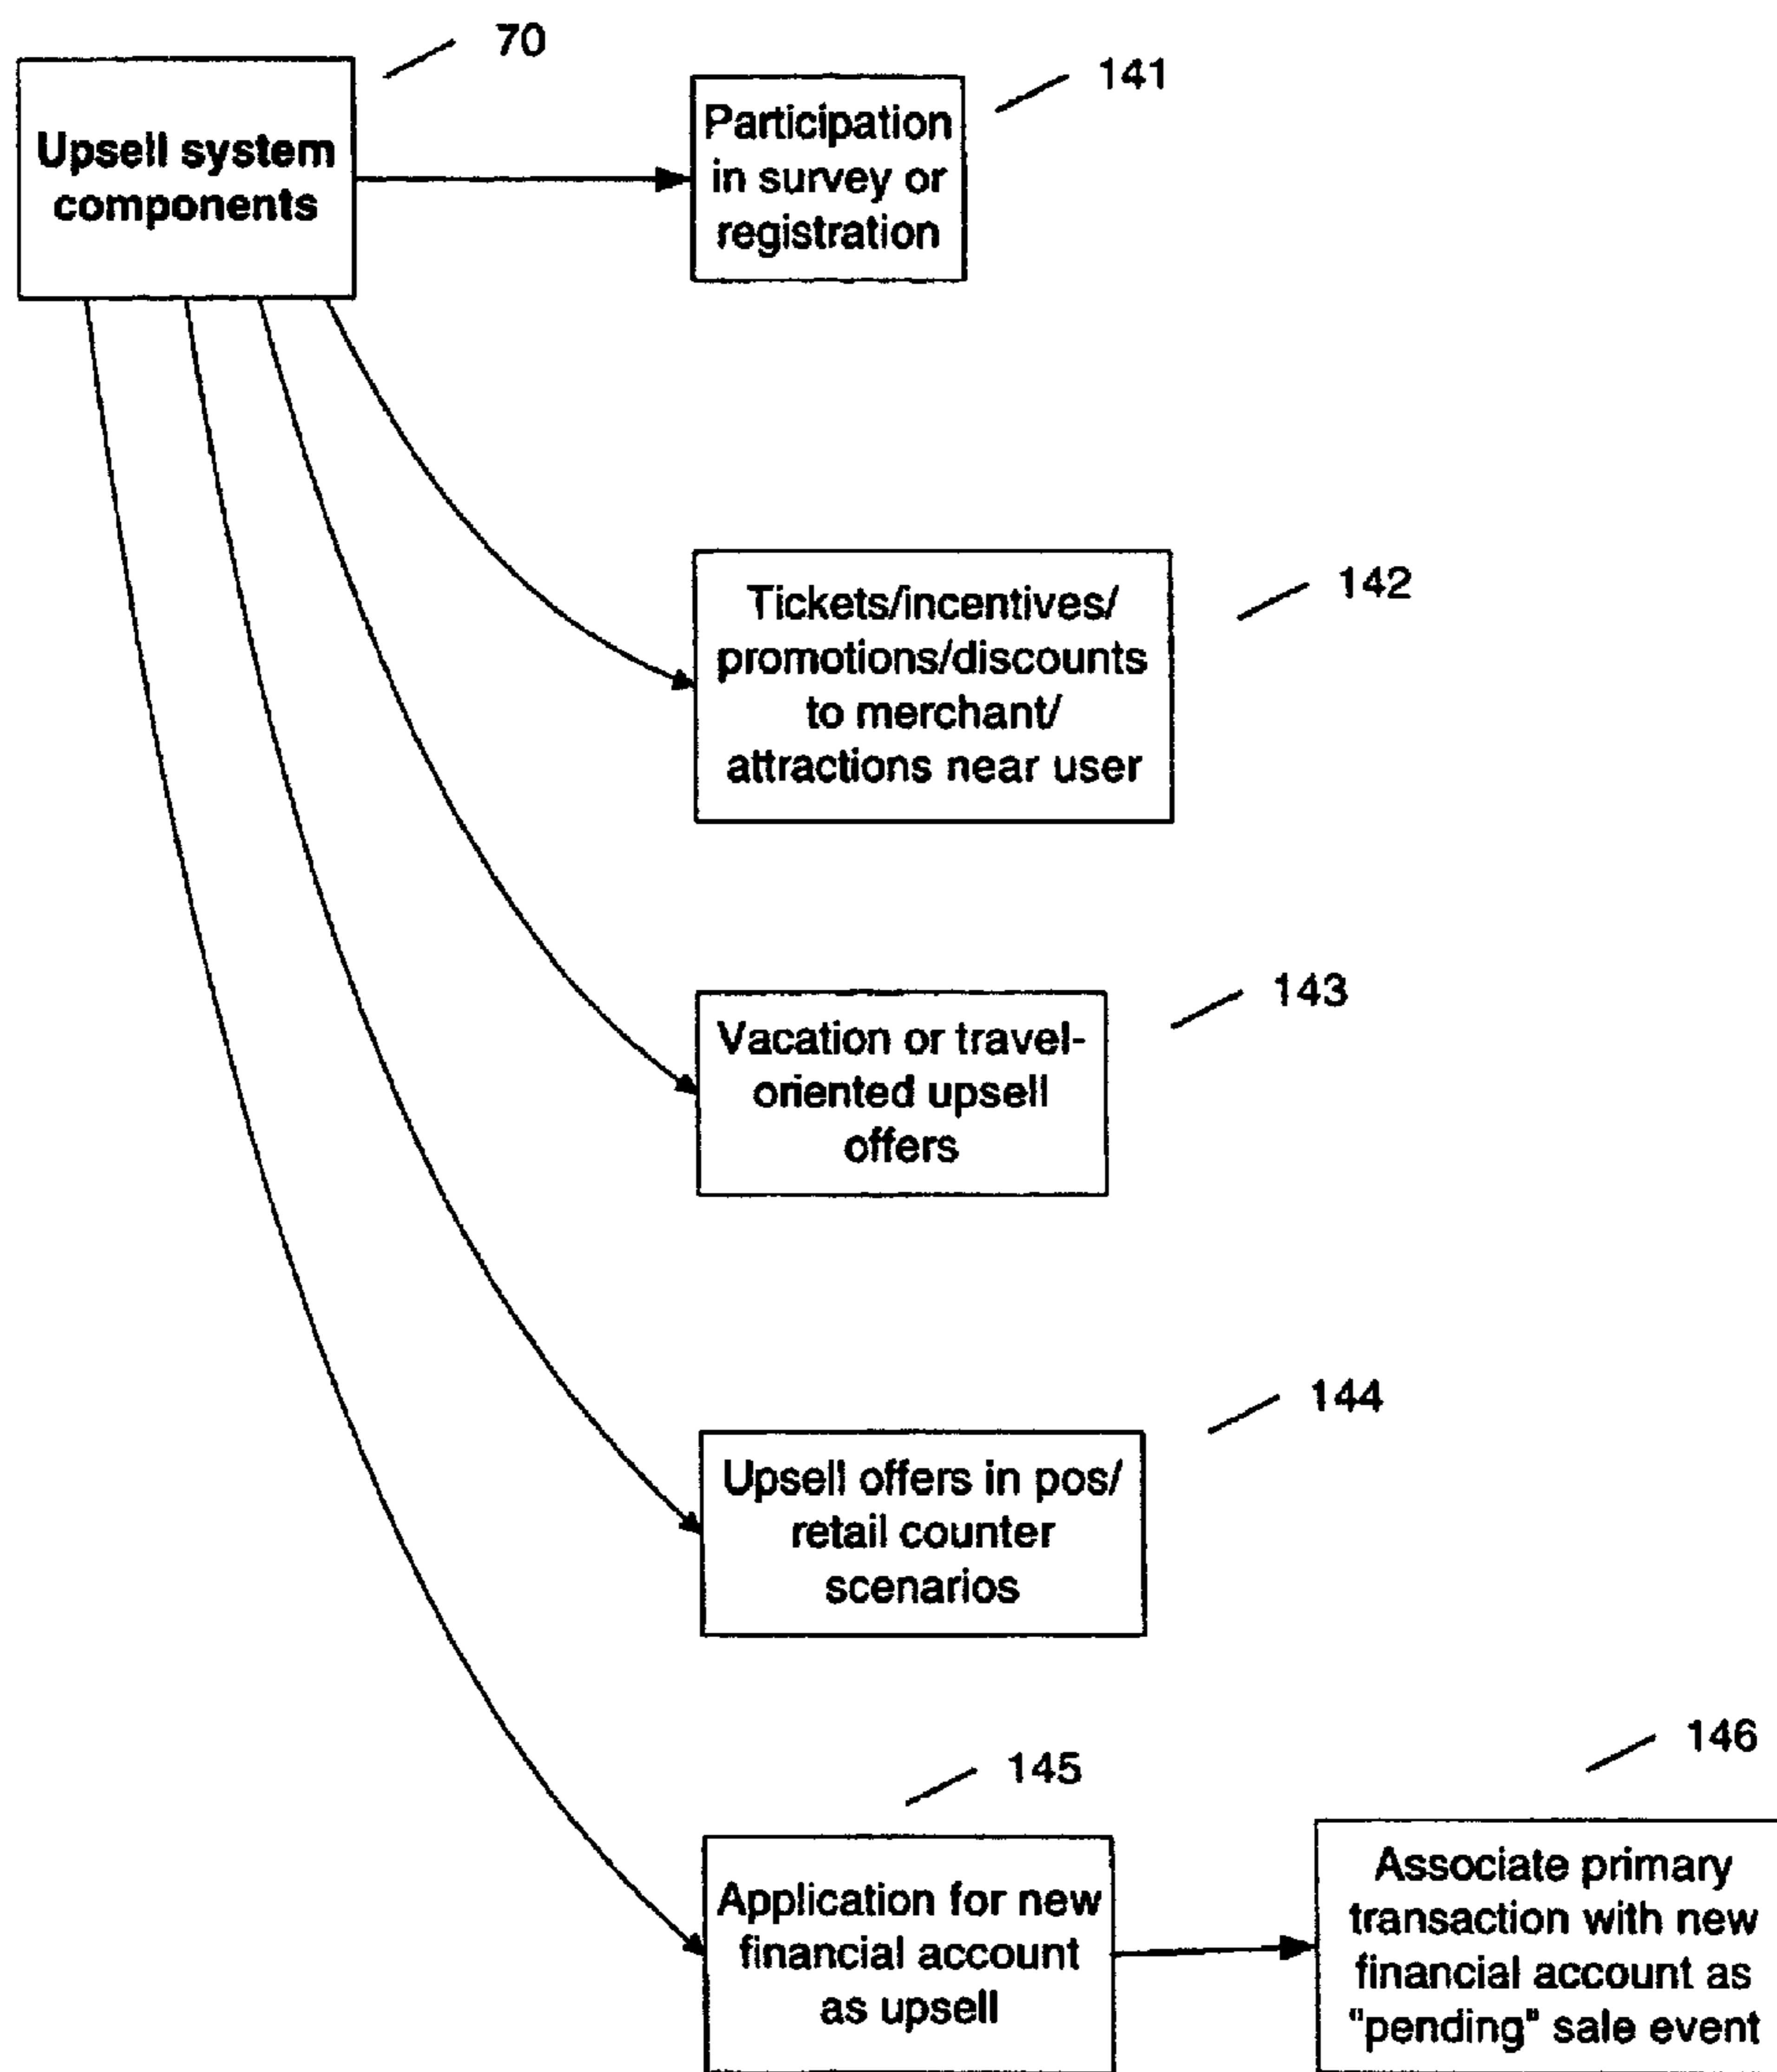 70
Upsell system
components
141
Participation
in survey or
registration
142
Tickets/incentives/
promotions/discounts
to merchant/
attractions near user
143
Vacation or travel-
oriented upsell
offers
144
Upsell offers in pos/
retail counter
scenarios
145
Application for new
financial account
as upsell
146
Associate primary
transaction with new
financial account as
"pending" sale event